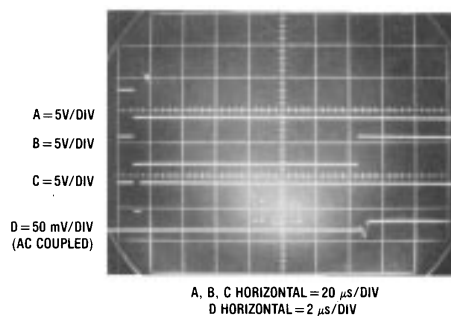 A = 5V/DIV
B = 5V/DIV
C = 5V/DIV
D = 50 mV/DIV
(AC COUPLED)
A, B, C HORIZONTAL = 20 μs/DIV
D HORIZONTAL = 2 μs/DIV